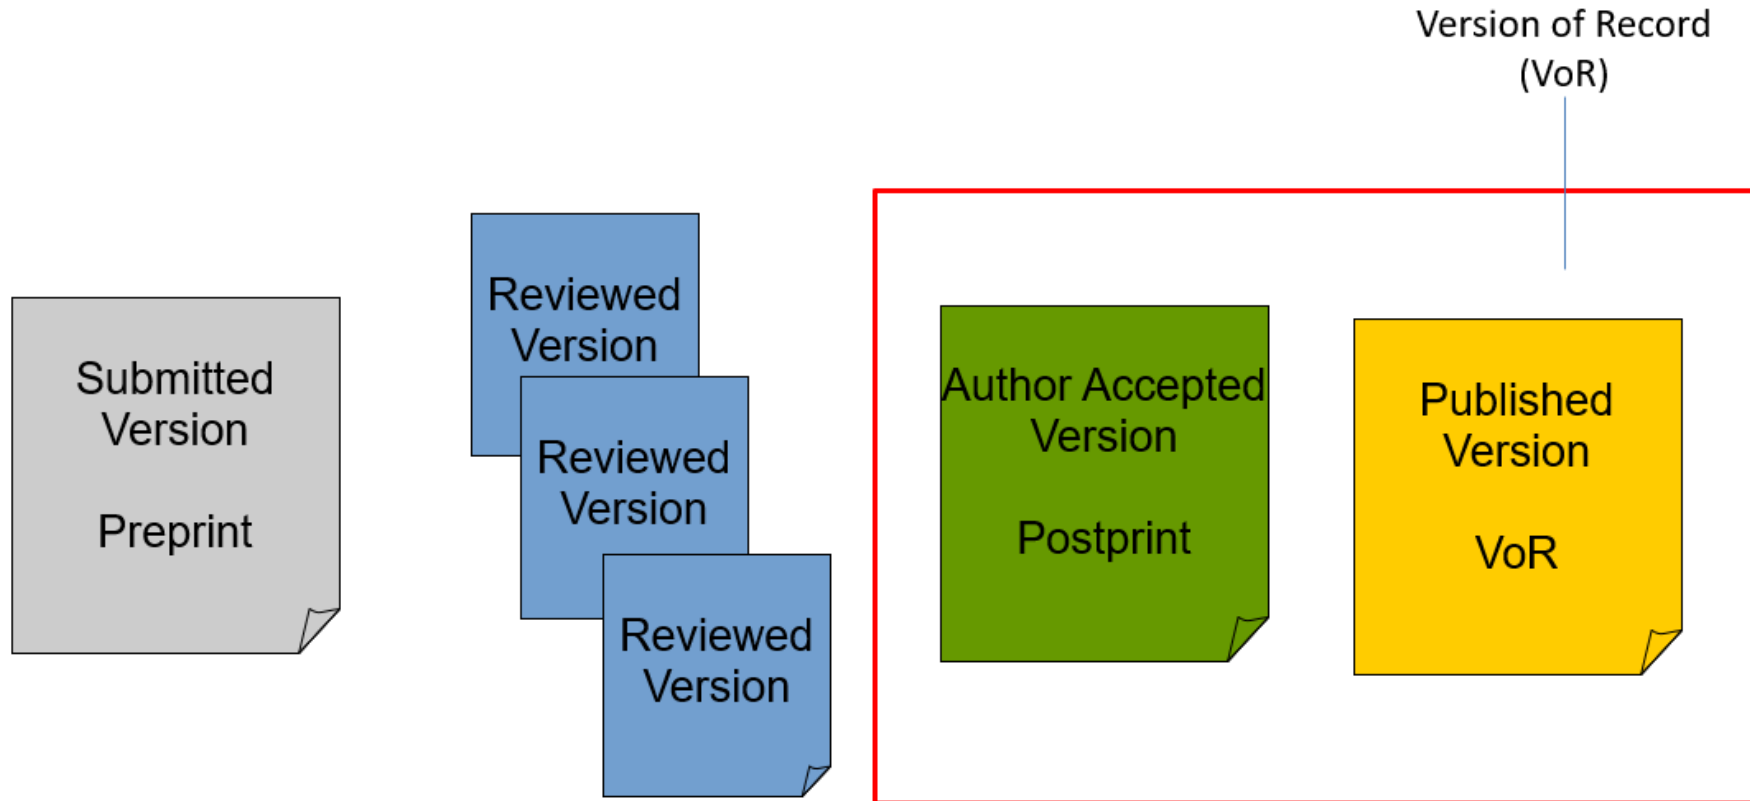 Version of Record
(VoR)
Submitted
Version
Preprint
Reviewed
Version
Reviewed
Version
Reviewed
Version
Author Accepted
Version
Postprint
Published
Version
VoR